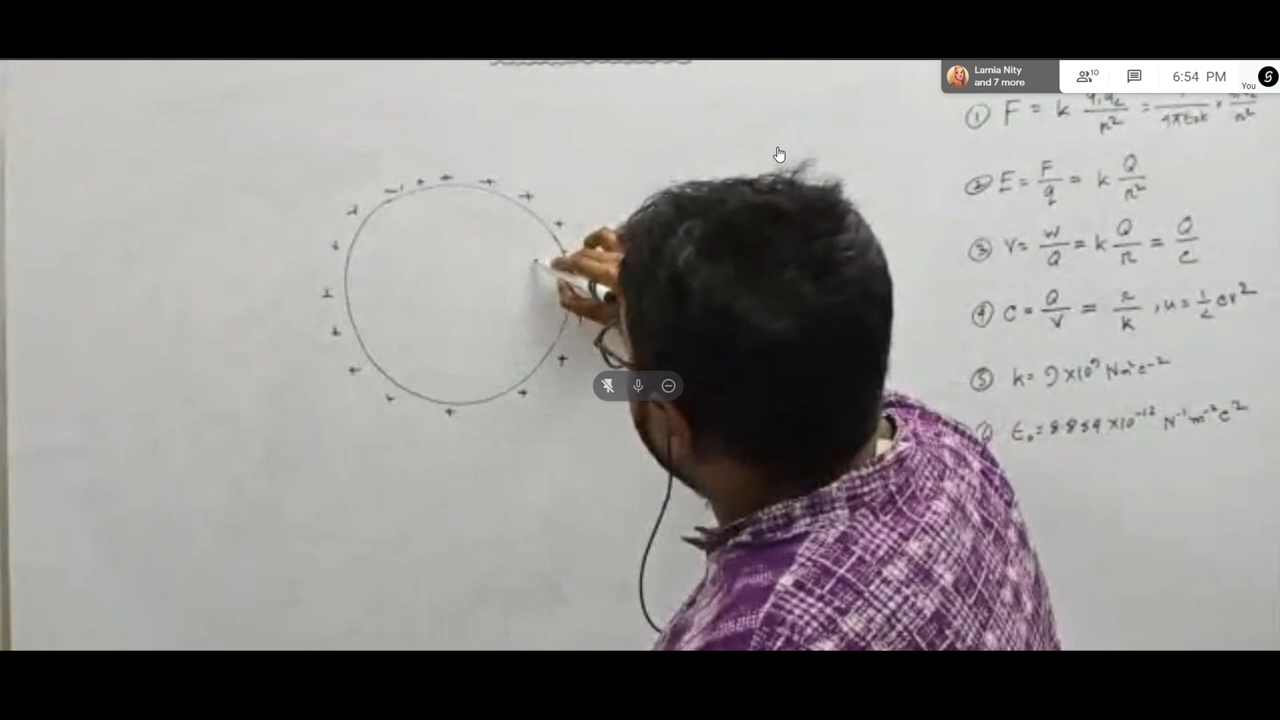 Lamia Nity
and 7 more
10
6:54 PM
You
① F = k q₁q₂/r² = 1/4πϵ₀k × q₁q₂/r²
② E = F/q = k Q/r²
③ V = W/Q = k Q/r = Q/C
④ C = Q/V = r/k , u = ½ cv²
⑤ k = 9 × 10⁹ Nm²c⁻²
ϵ₀ = 8.854 × 10⁻¹² N⁻¹m⁻²c²